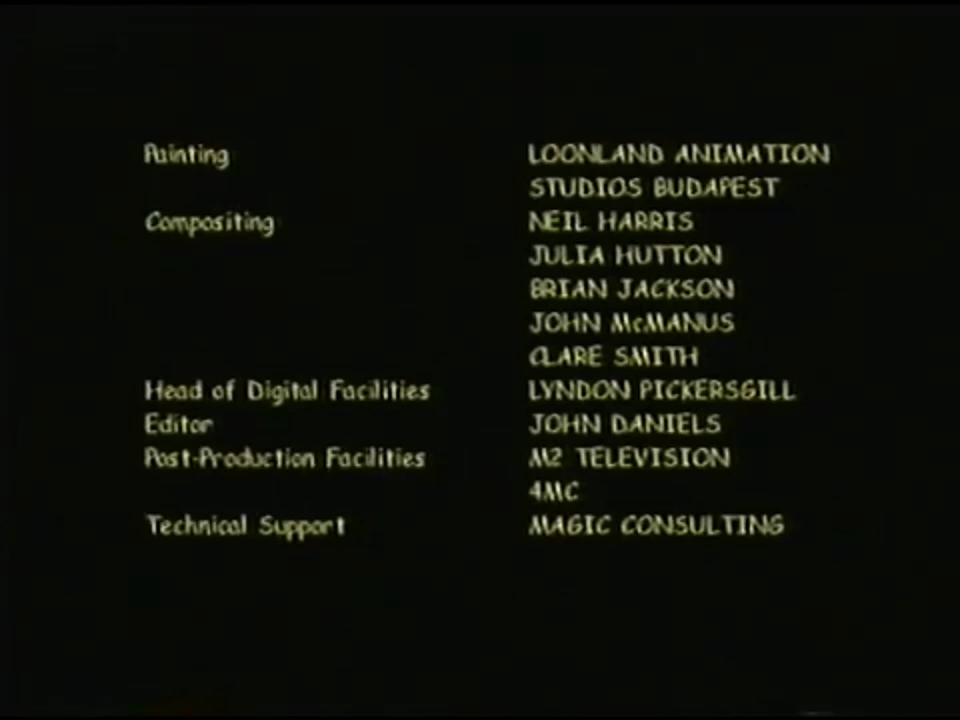 Painting LOONLAND ANIMATION
STUDIOS BUDAPEST
Compositing NEIL HARRIS
JULIA HUTTON
BRIAN JACKSON
JOHN McMANUS
CLARE SMITH
Head of Digital Facilities LYNDON PICKERSGILL
Editor JOHN DANIELS
Post-Production Facilities M2 TELEVISION
4MC
Technical Support MAGIC CONSULTING